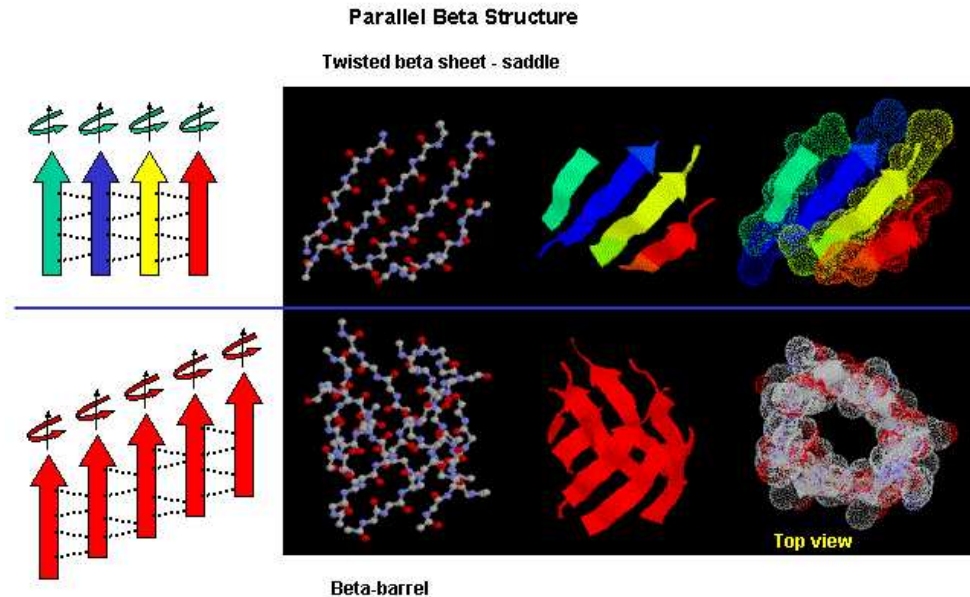 Parallel Beta Structure
Twisted beta sheet - saddle
Top view
Beta-barrel